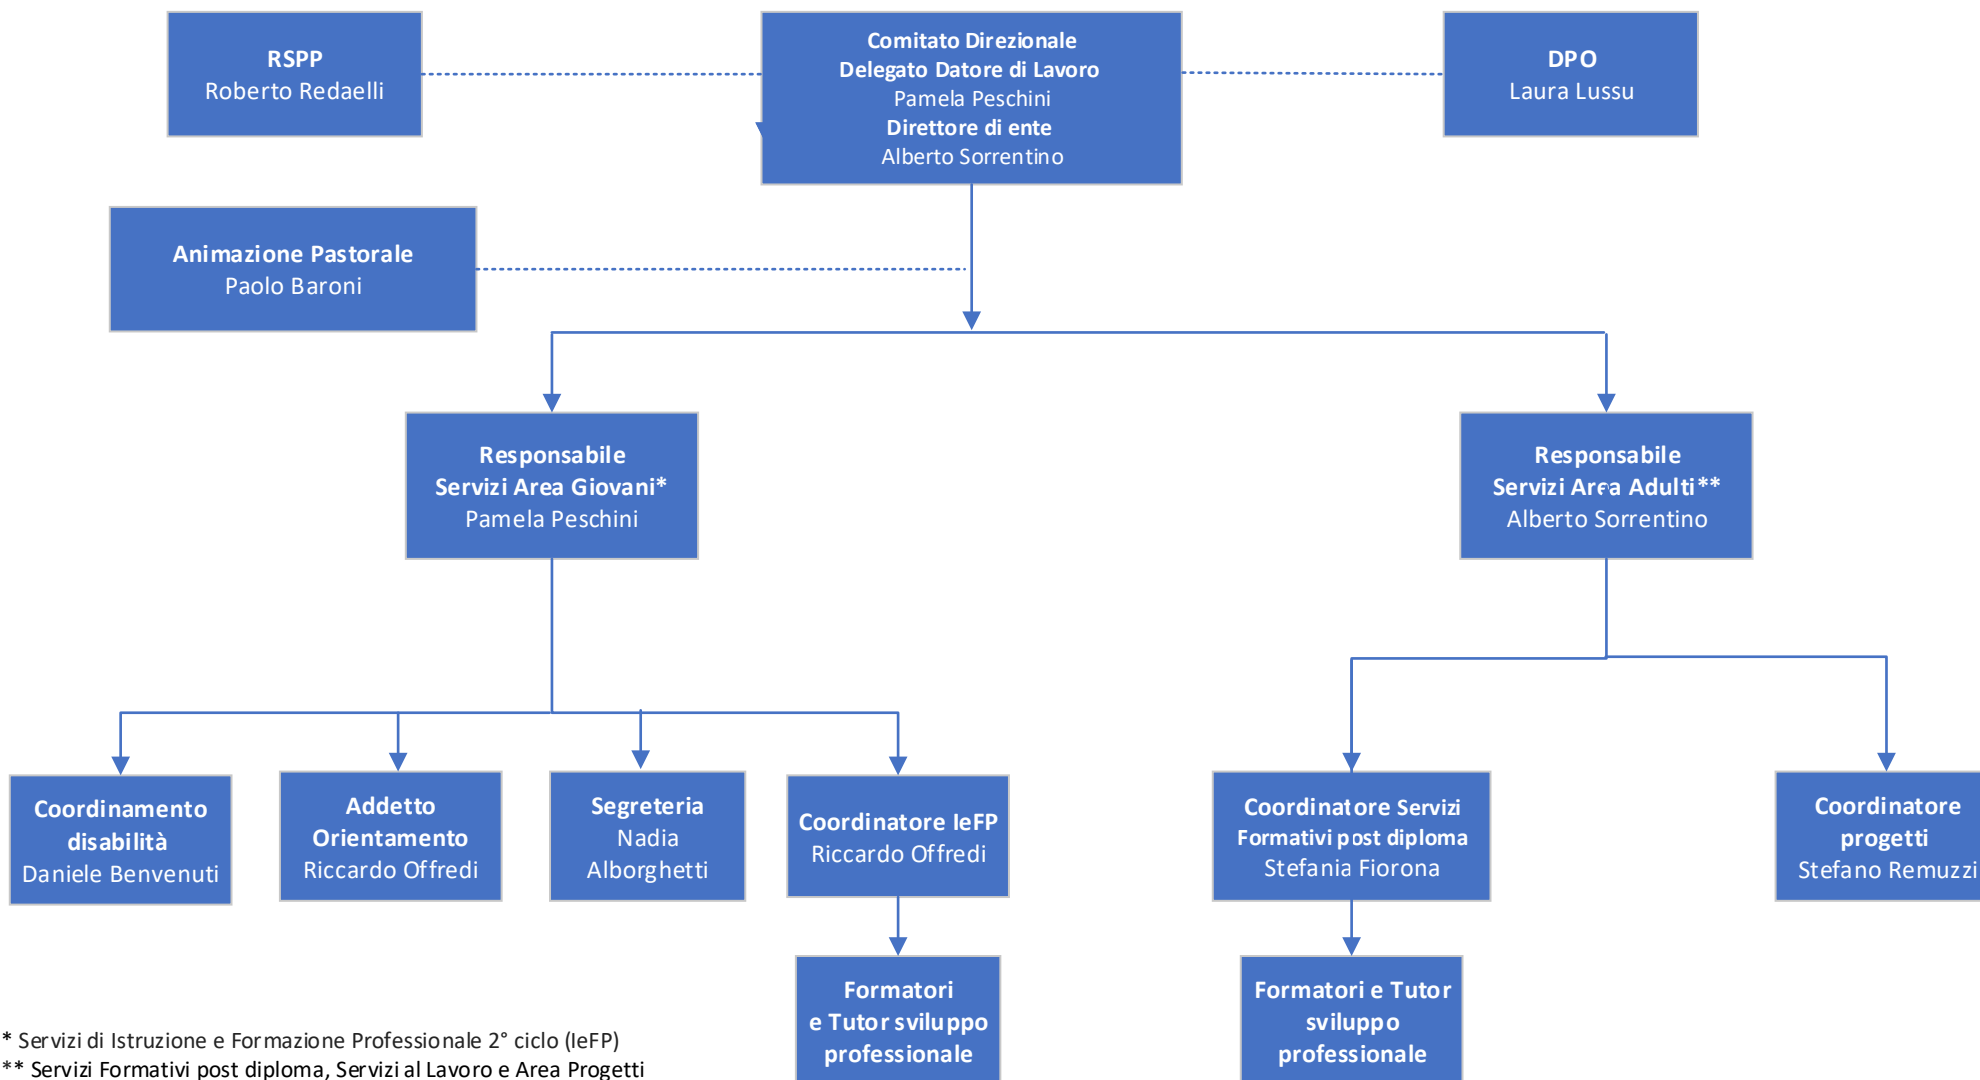 RSPP
Roberto Redaelli
Comitato Direzionale
Delegato Datore di Lavoro
Pamela Peschini
Direttore di ente
Alberto Sorrentino
DPO
Laura Lussu
Animazione Pastorale
Paolo Baroni
Responsabile
Servizi Area Giovani*
Pamela Peschini
Responsabile
Servizi Area Adulti**
Alberto Sorrentino
Coordinamento
disabilità
Daniele Benvenuti
Addetto
Orientamento
Riccardo Offredi
Segreteria
Nadia
Alborghetti
Coordinatore IeFP
Riccardo Offredi
Coordinatore Servizi
Formativi post diploma
Stefania Fiorona
Coordinatore
progetti
Stefano Remuzzi
Formatori
e Tutor sviluppo
professionale
Formatori e Tutor
sviluppo
professionale
* Servizi di Istruzione e Formazione Professionale 2° ciclo (IeFP)
** Servizi Formativi post diploma, Servizi al Lavoro e Area Progetti